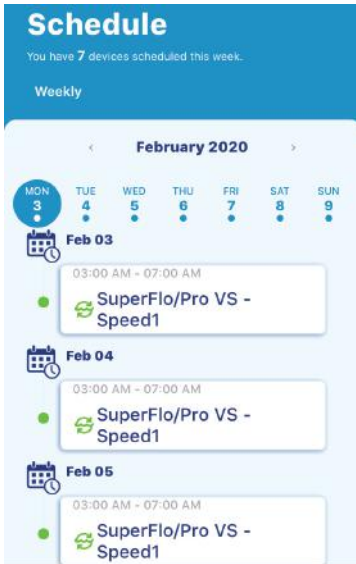 Schedule
You have 7 devices scheduled this week.
Weekly
< February 2020 >
MON TUE WED THU FRI SAT SUN
3 4 5 6 7 8 9
Feb 03
03:00 AM - 07:00 AM
SuperFlo/Pro VS -
Speed1
Feb 04
03:00 AM - 07:00 AM
SuperFlo/Pro VS -
Speed1
Feb 05
03:00 AM - 07:00 AM
SuperFlo/Pro VS -
Speed1